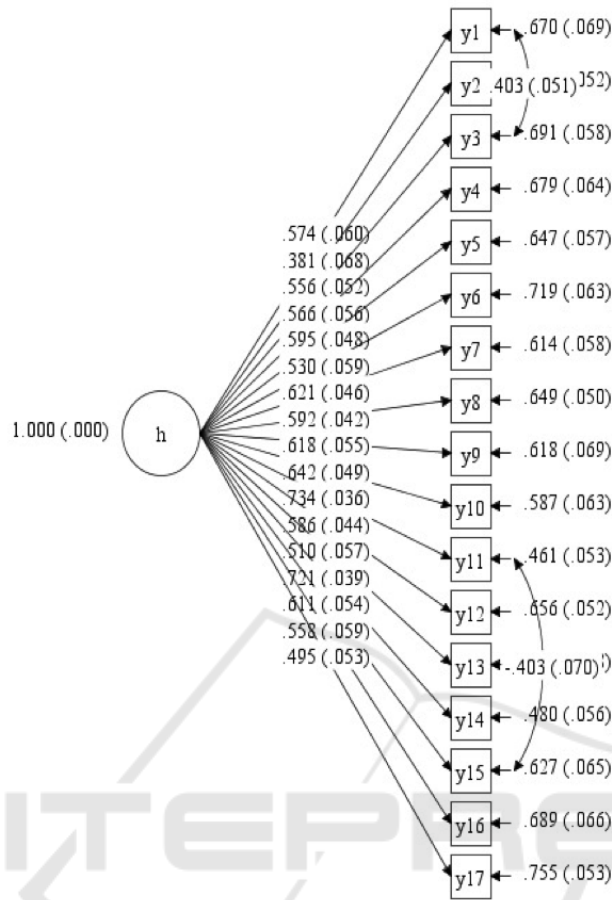 y1
.670 (.069)
y2
.403 (.051)
052)
y3
.691 (.058)
y4
.679 (.064)
.574 (.060)
y5
.647 (.057)
.381 (.068)
.556 (.052)
y6
.719 (.063)
.566 (.056)
.595 (.048)
y7
.614 (.058)
.530 (.059)
.621 (.046)
y8
.649 (.050)
.592 (.042)
1.000 (.000)
h
.618 (.055)
y9
.618 (.069)
.642 (.049)
.734 (.036)
y10
.587 (.063)
.586 (.044)
.510 (.057)
y11
.461 (.053)
.721 (.039)
.611 (.054)
y12
.656 (.052)
.558 (.059)
.495 (.053)
y13
-.403 (.070)
y14
.480 (.056)
y15
.627 (.065)
y16
.689 (.066)
y17
.755 (.053)
ITEPRE